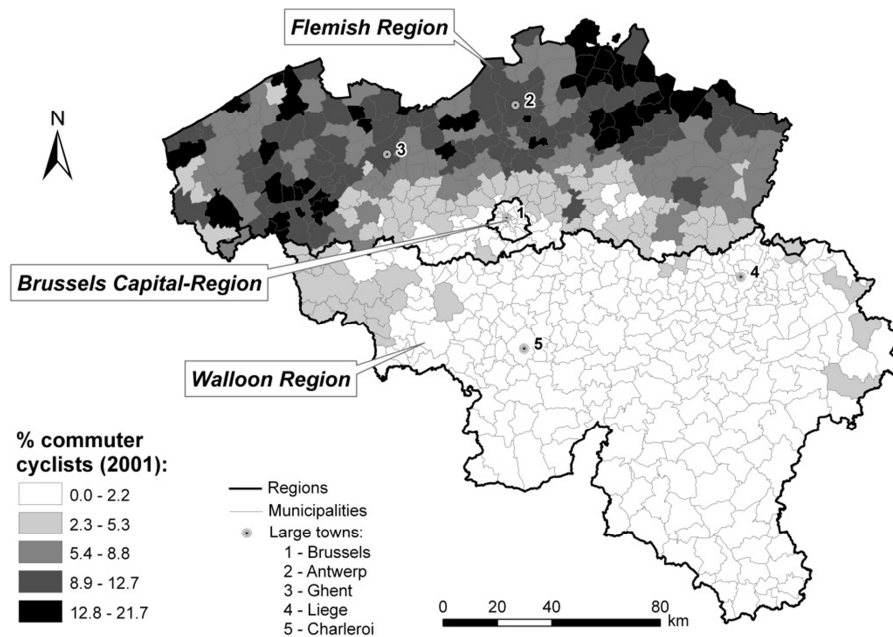 Flemish Region
N
2
3
1
Brussels Capital-Region
4
5
Walloon Region
% commuter
cyclists (2001):
0.0 - 2.2
2.3 - 5.3
5.4 - 8.8
8.9 - 12.7
12.8 - 21.7
Regions
Municipalities
Large towns:
1 - Brussels
2 - Antwerp
3 - Ghent
4 - Liege
5 - Charleroi
0 20 40 80
km